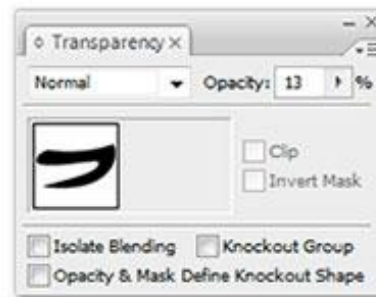 Transparency
Normal Opacity: 13 %
Clip
Invert Mask
Isolate Blending Knockout Group
Opacity & Mask Define Knockout Shape